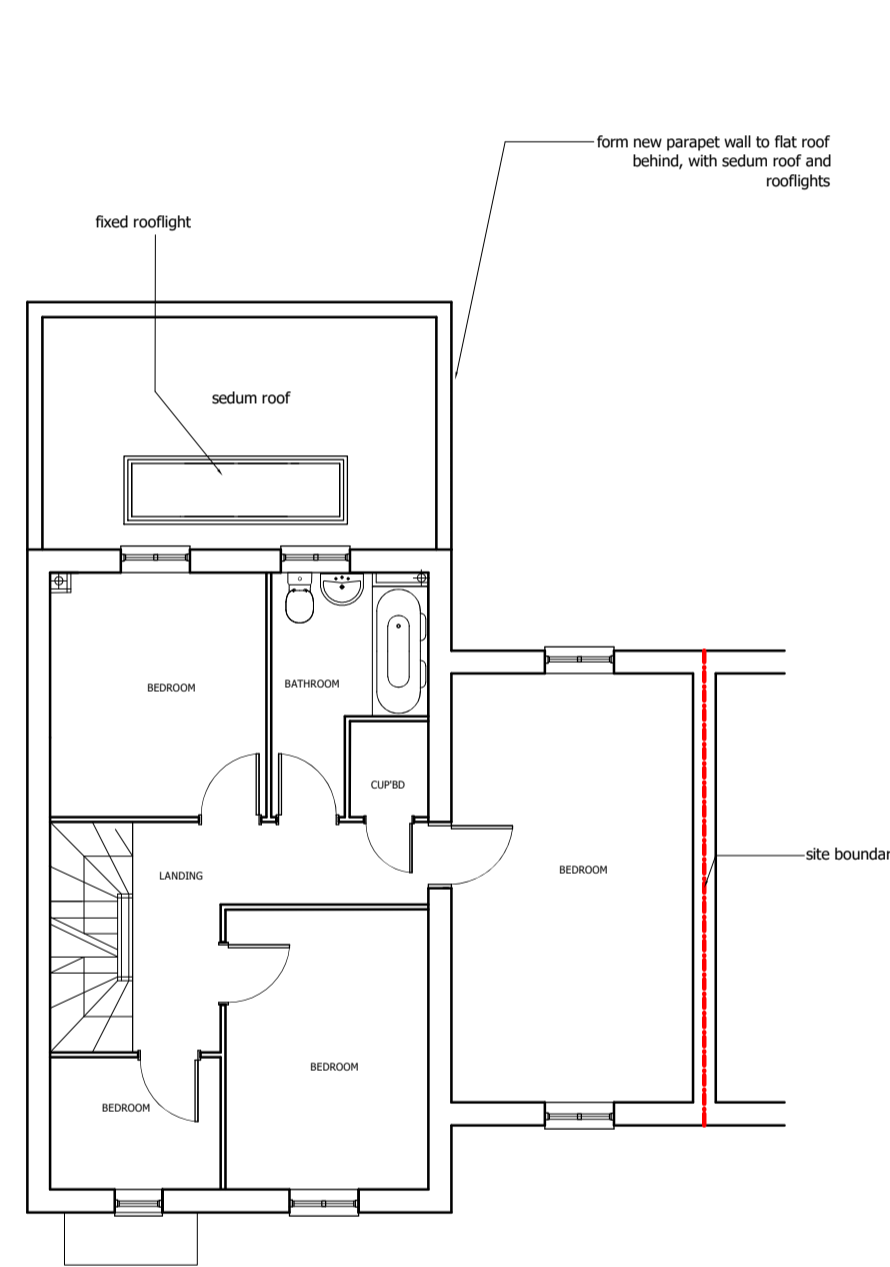 form new parapet wall to flat roof
behind, with sedum roof and
rooflights
fixed rooflight
sedum roof
BEDROOM
BATHROOM
CUP'BD
LANDING
BEDROOM
site boundar
BEDROOM
BEDROOM